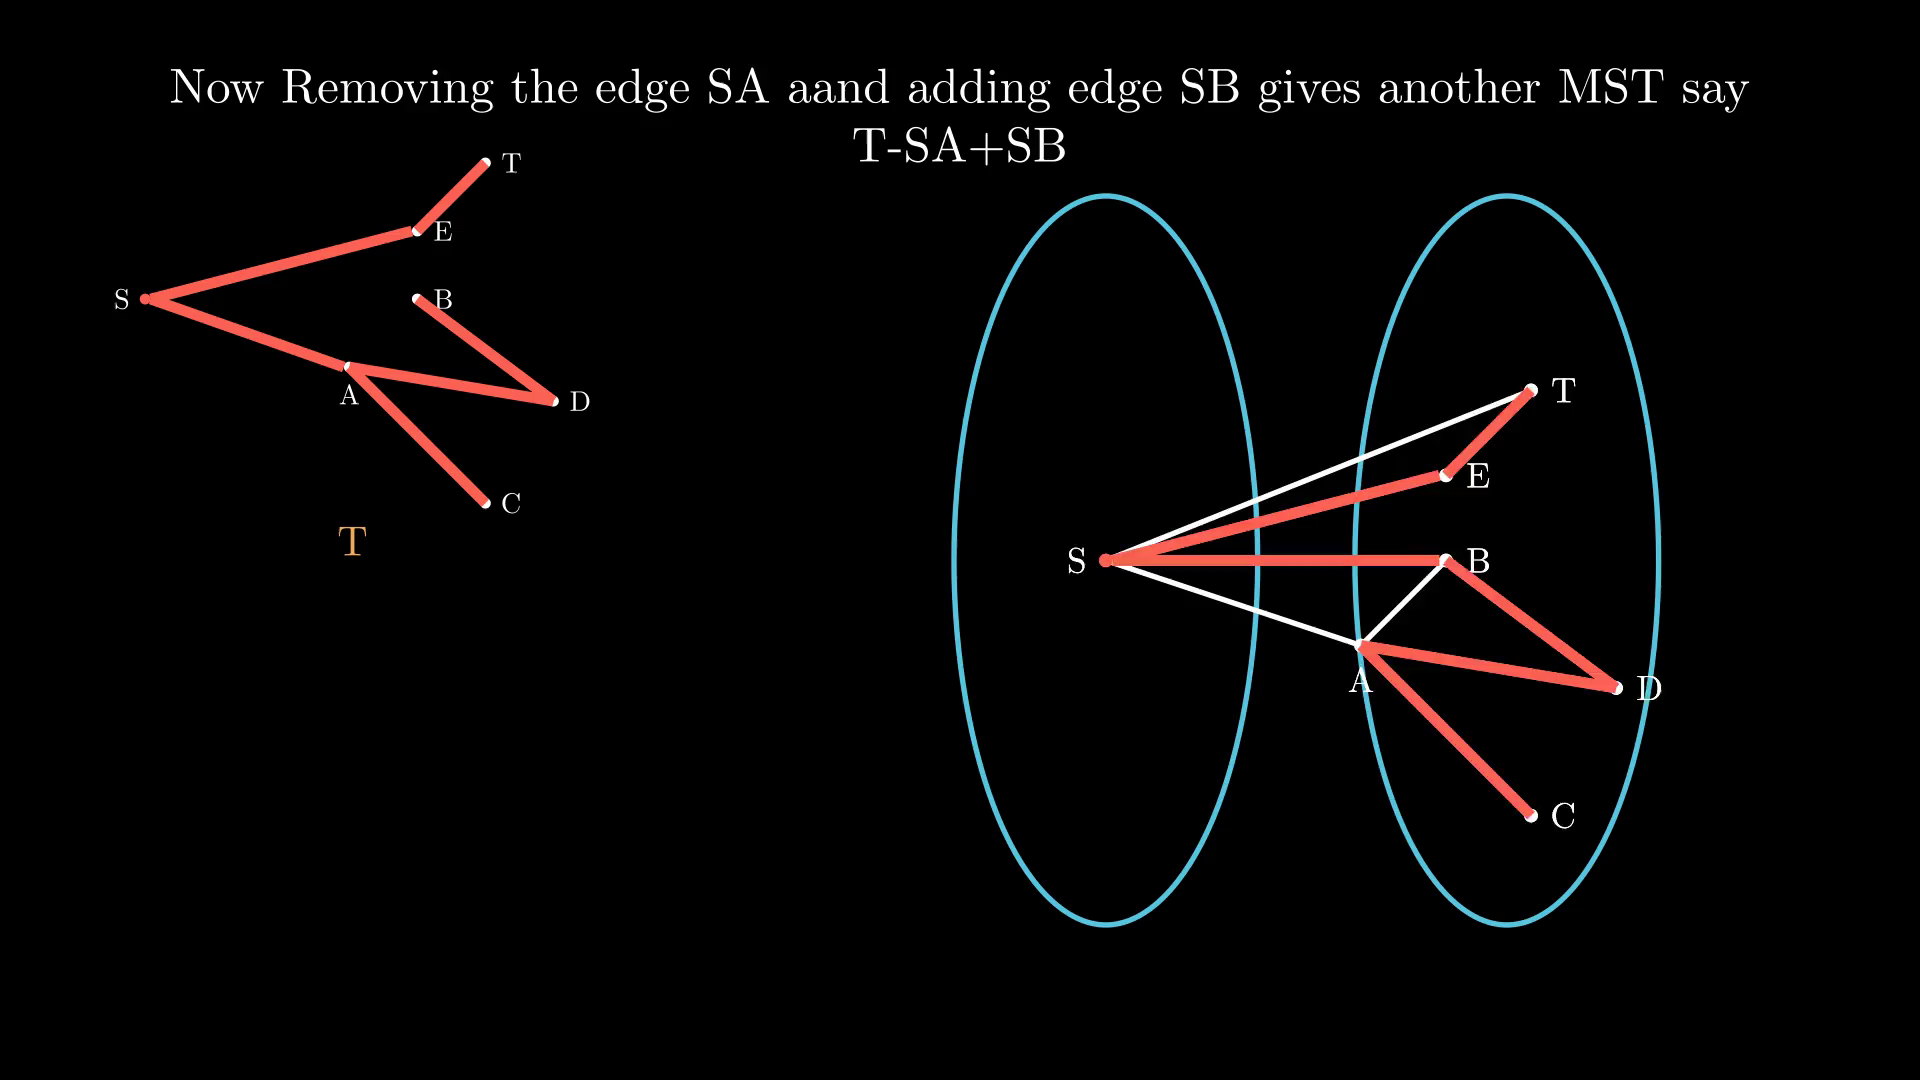 Now Removing the edge SA aand adding edge SB gives another MST say
T-SA+SB
T
E
S
B
A
D
C
T
T
E
S
B
A
D
C